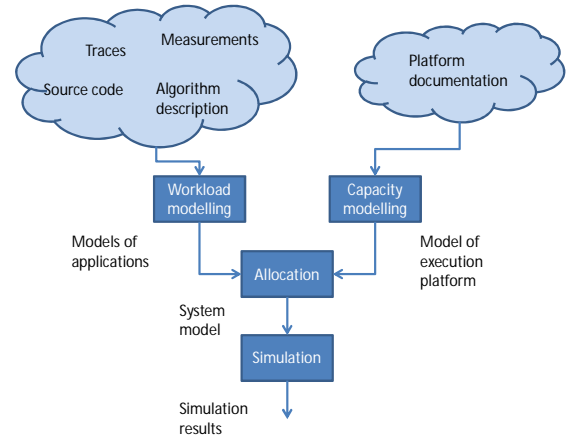 Measurements
Traces
Source code
Algorithm
description
Platform
documentation
Workload
modelling
Capacity
modelling
Models of
applications
Model of
execution
platform
Allocation
System
model
Simulation
Simulation
results